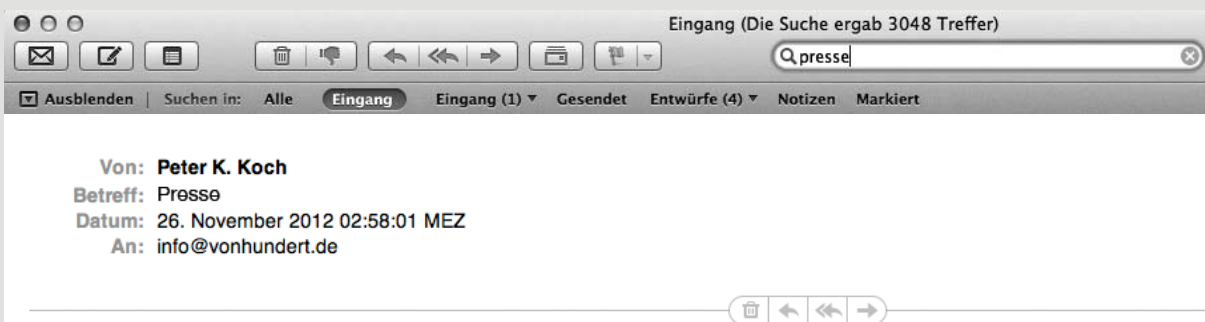 Eingang (Die Suche ergab 3048 Treffer)
presse
Ausblenden | Suchen in: Alle Eingang Eingang (1) Gesendet Entwürfe (4) Notizen Markiert
Von: Peter K. Koch
Betreff: Presse
Datum: 26. November 2012 02:58:01 MEZ
An: info@vonhundert.de